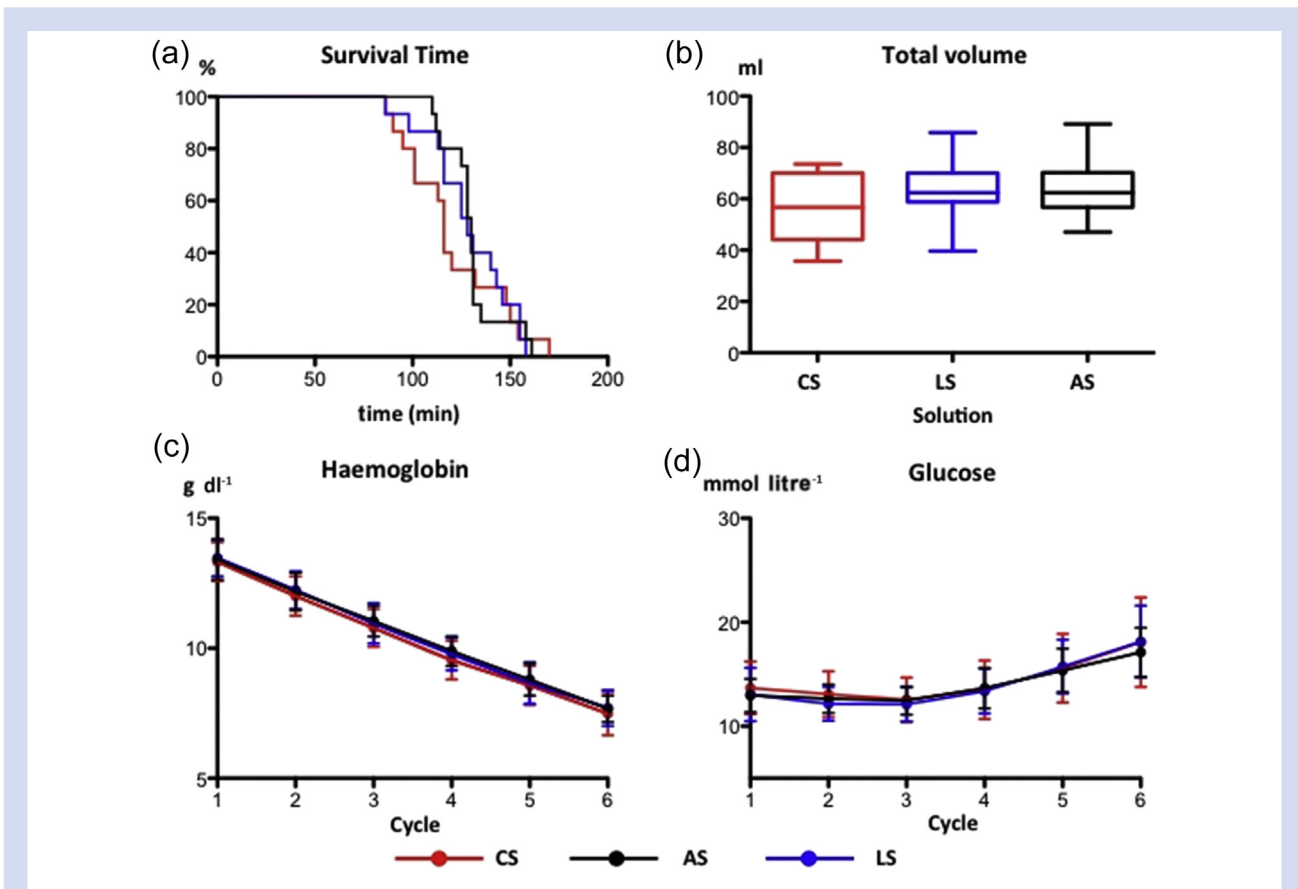 (a) Survival Time
%
100
80
60
40
20
0
0 50 100 150 200
time (min)
(b) Total volume
ml
100
80
60
40
20
0
CS LS AS
Solution
(c) Haemoglobin
g dl-1
15
10
5
1 2 3 4 5 6
Cycle
(d) Glucose
mmol litre-1
30
20
10
1 2 3 4 5 6
Cycle
CS AS LS